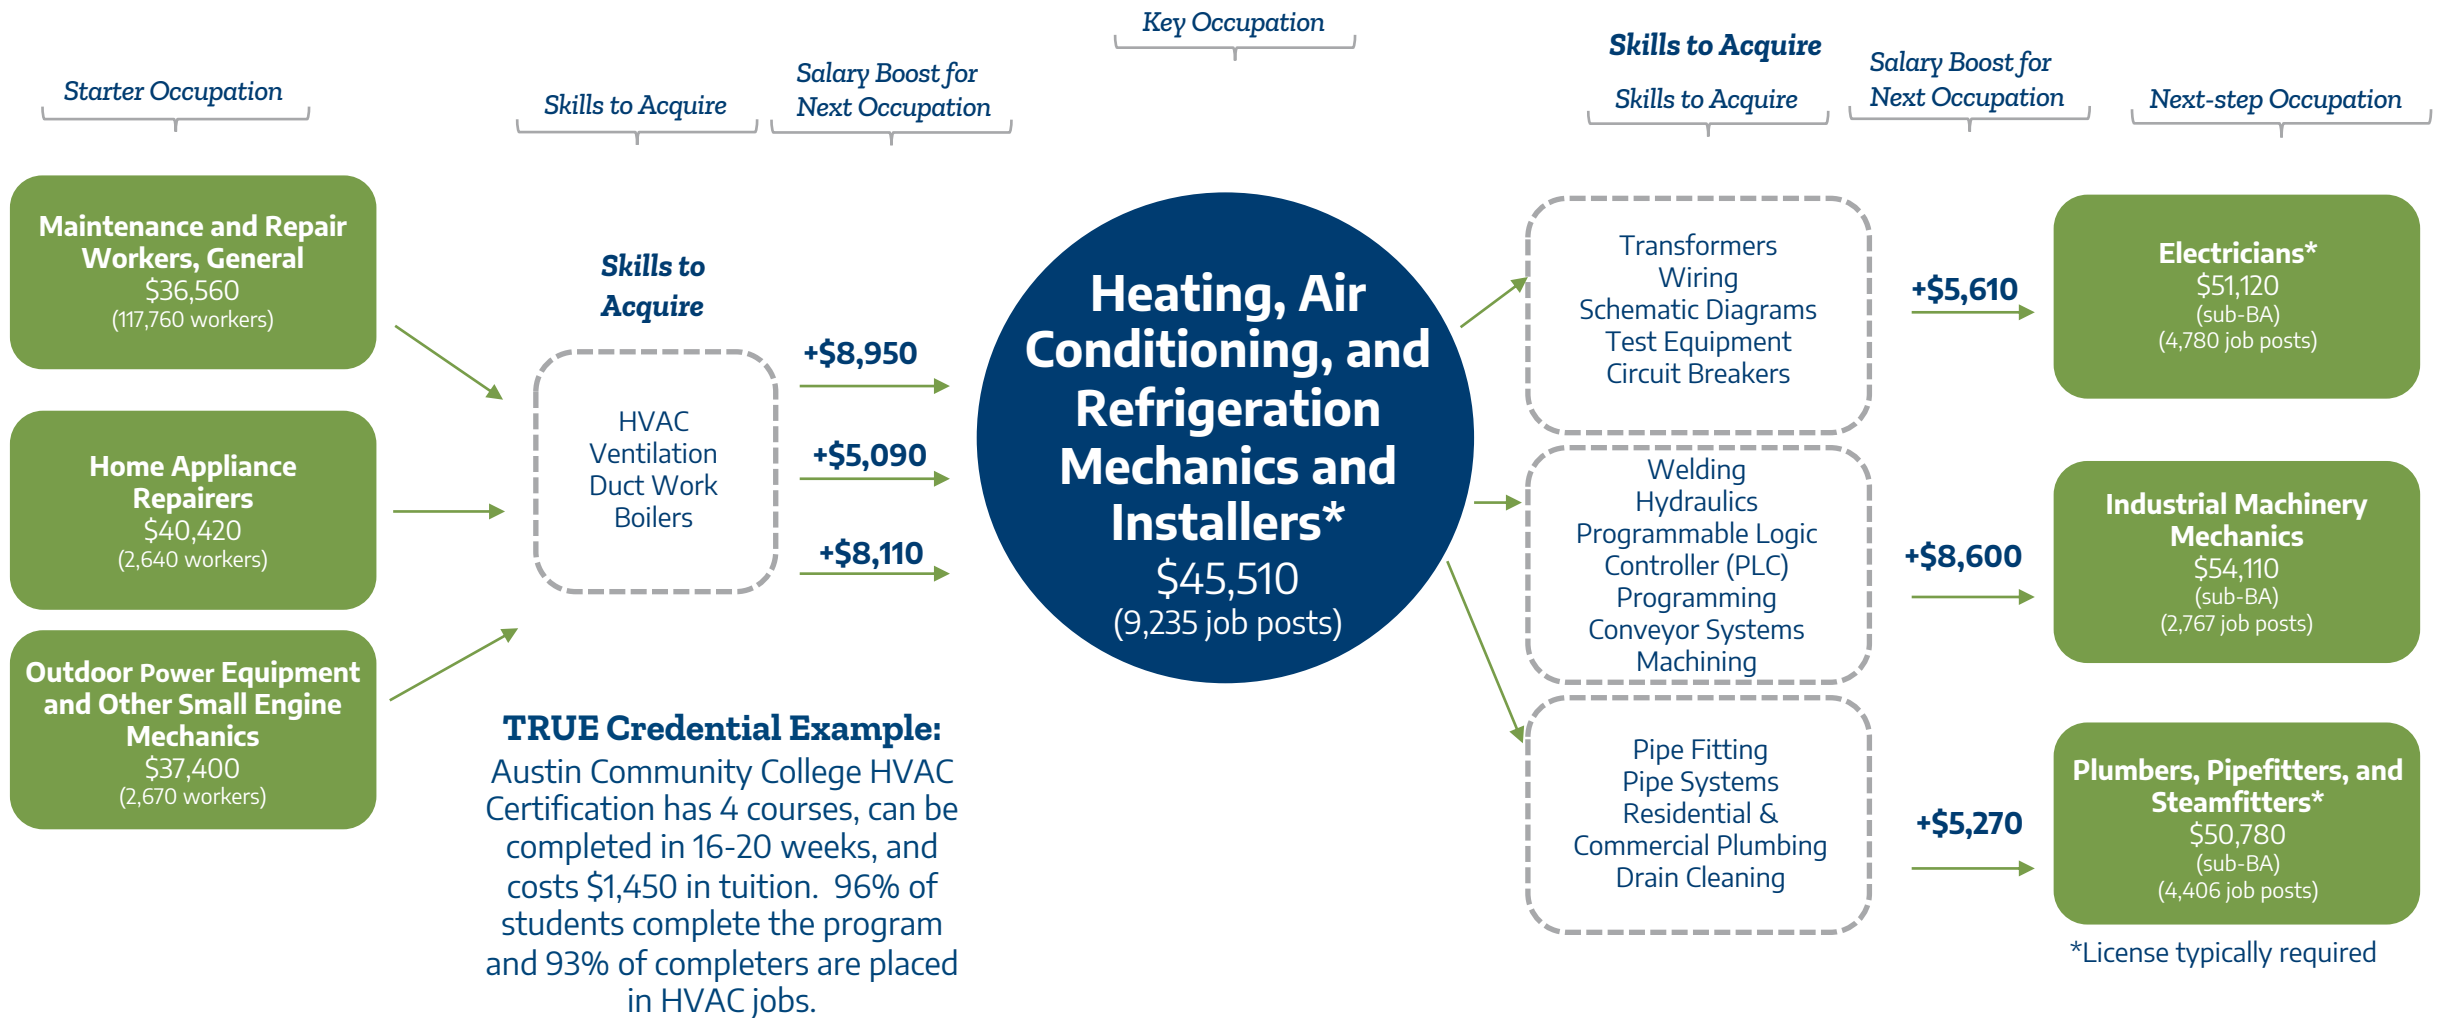 Starter Occupation
Skills to Acquire
Salary Boost for
Next Occupation
Key Occupation
Skills to Acquire
Skills to Acquire
Salary Boost for
Next Occupation
Next-step Occupation
Maintenance and Repair
Workers, General
$36,560
(117,760 workers)
Home Appliance
Repairers
$40,420
(2,640 workers)
Outdoor Power Equipment
and Other Small Engine
Mechanics
$37,400
(2,670 workers)
Skills to
Acquire
HVAC
Ventilation
Duct Work
Boilers
+$8,950
+$5,090
+$8,110
TRUE Credential Example:
Austin Community College HVAC
Certification has 4 courses, can be
completed in 16-20 weeks, and
costs $1,450 in tuition.  96% of
students complete the program
and 93% of completers are placed
in HVAC jobs.
Heating, Air
Conditioning, and
Refrigeration
Mechanics and
Installers*
$45,510
(9,235 job posts)
Transformers
Wiring
Schematic Diagrams
Test Equipment
Circuit Breakers
+$5,610
Electricians*
$51,120
(sub-BA)
(4,780 job posts)
Welding
Hydraulics
Programmable Logic
Controller (PLC)
Programming
Conveyor Systems
Machining
+$8,600
Industrial Machinery
Mechanics
$54,110
(sub-BA)
(2,767 job posts)
Pipe Fitting
Pipe Systems
Residential &
Commercial Plumbing
Drain Cleaning
+$5,270
Plumbers, Pipefitters, and
Steamfitters*
$50,780
(sub-BA)
(4,406 job posts)
*License typically required